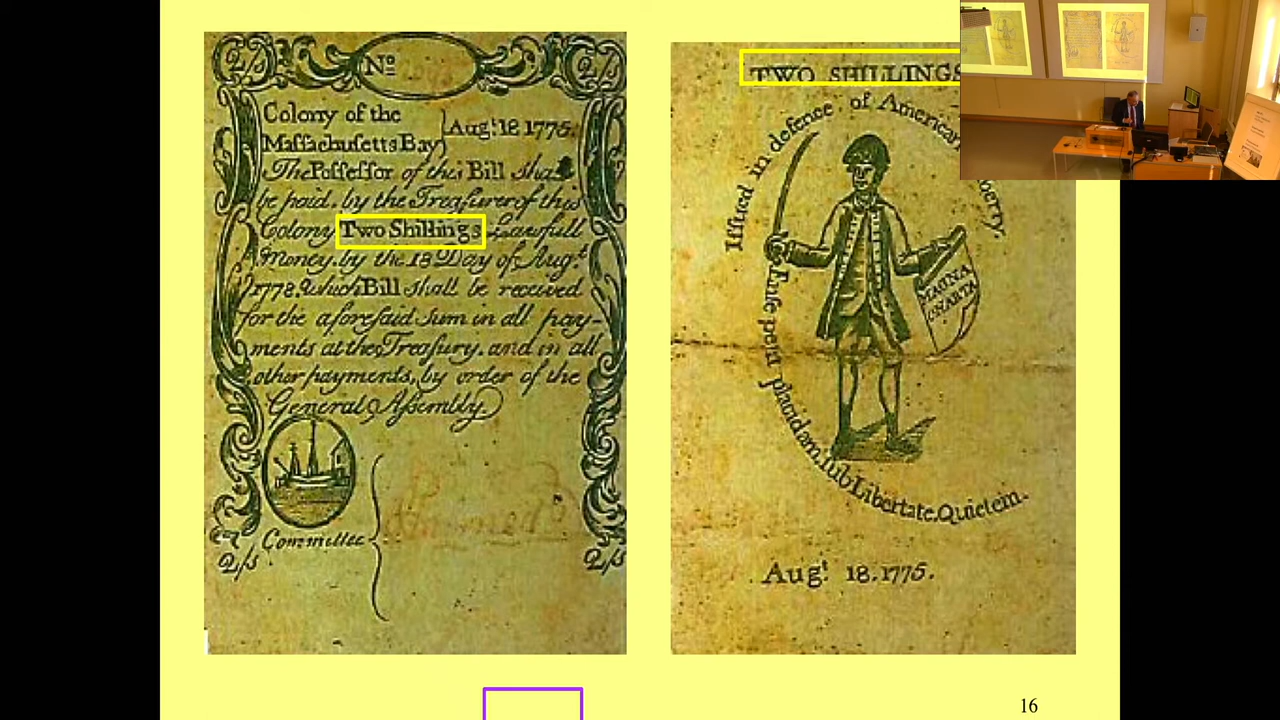 2/s
Nº
2/s
Colony of the
Massachusetts Bay
Augt. 18 1775.
The Possessor of this Bill shall
be paid, by the Treasurer of this
Colony Two Shillings Lawfull
Money, by the 18 Day of Augt.
1778. which Bill shall be received
for the aforesaid sum in all pay-
ments at the Treasury, and in all
other payments, by order of the
General Assembly.
Committee
2/s
2/s
TWO SHILLINGS
Issued in defence of American
berty.
MAGNA
CHARTA
Ense petit placidam, sub Libertate, Quietem.
Augt. 18. 1775.
16